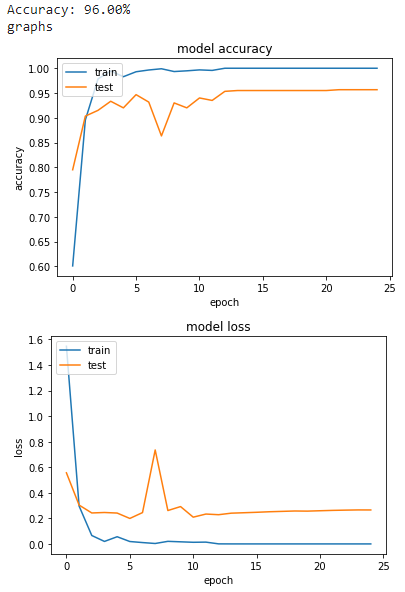 Accuracy: 96.00%
graphs
model accuracy
train
test
1.00
0.95
0.90
0.85
0.80
0.75
0.70
0.65
0.60
accuracy
0 5 10 15 20 25
epoch
model loss
train
test
1.6
1.4
1.2
1.0
0.8
0.6
0.4
0.2
0.0
loss
0 5 10 15 20 25
epoch